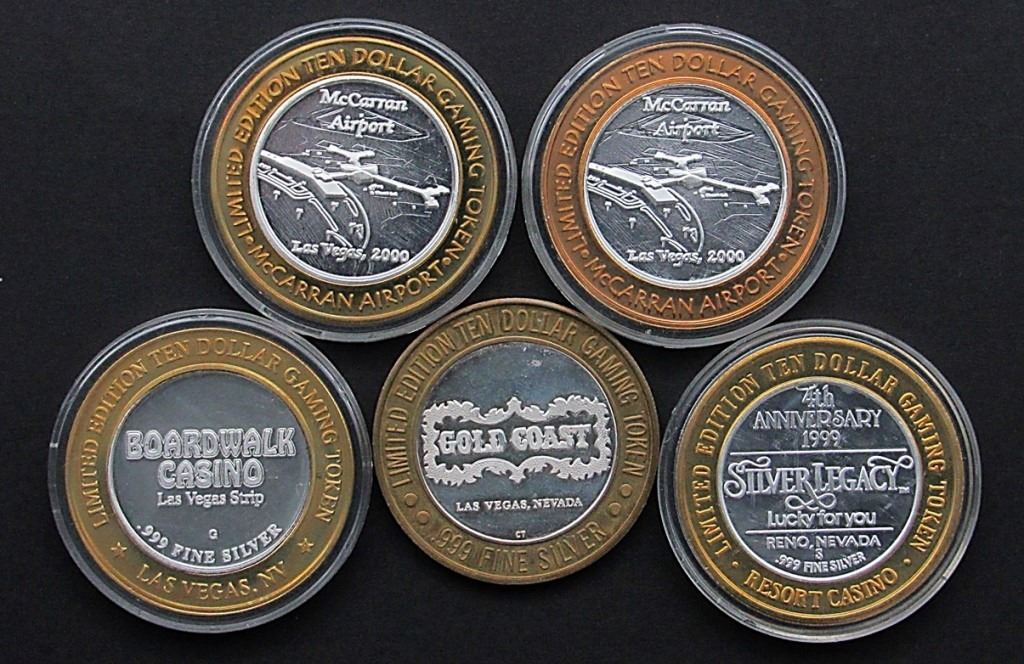 LIMITED EDITION TEN DOLLAR GAMING TOKEN
McCarran
Airport
Las Vegas, 2000
• McCARRAN AIRPORT •
LIMITED EDITION TEN DOLLAR GAMING TOKEN
McCarran
Airport
Las Vegas, 2000
• McCARRAN AIRPORT •
LIMITED EDITION TEN DOLLAR GAMING TOKEN
BOARDWALK
CASINO
Las Vegas Strip
G
.999 FINE SILVER
LAS VEGAS, NV
LIMITED EDITION TEN DOLLAR GAMING TOKEN
GOLD COAST
LAS VEGAS, NEVADA
CT
.999 FINE SILVER
LIMITED EDITION TEN DOLLAR GAMING TOKEN
4th
ANNIVERSARY
1999
SILVER LEGACY™
Lucky for you
RENO, NEVADA
S
.999 FINE SILVER
• RESORT CASINO •